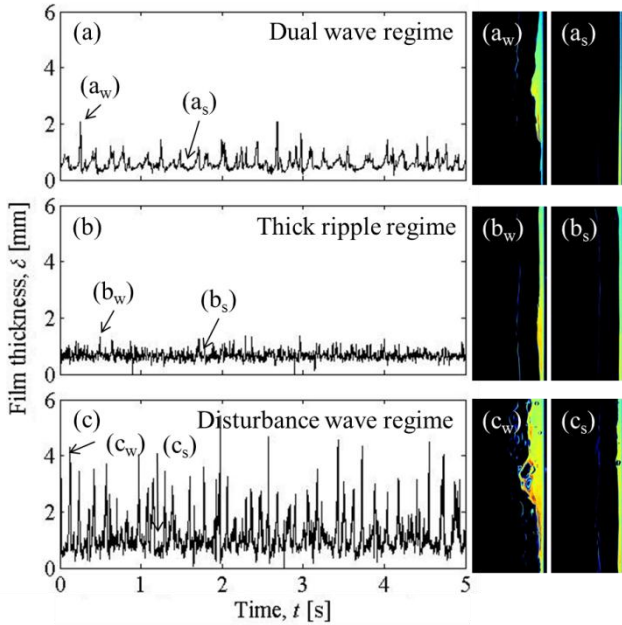 6
(a)
Dual wave regime
(a_w)
(a_s)
4
2
0
(a_w)
(a_s)
6
(b)
Thick ripple regime
(b_w)
(b_s)
4
2
0
(b_w)
(b_s)
6
(c)
Disturbance wave regime
(c_w)
(c_s)
4
2
0
(c_w)
(c_s)
0 1 2 3 4 5
Time, t [s]
Film thickness, δ [mm]